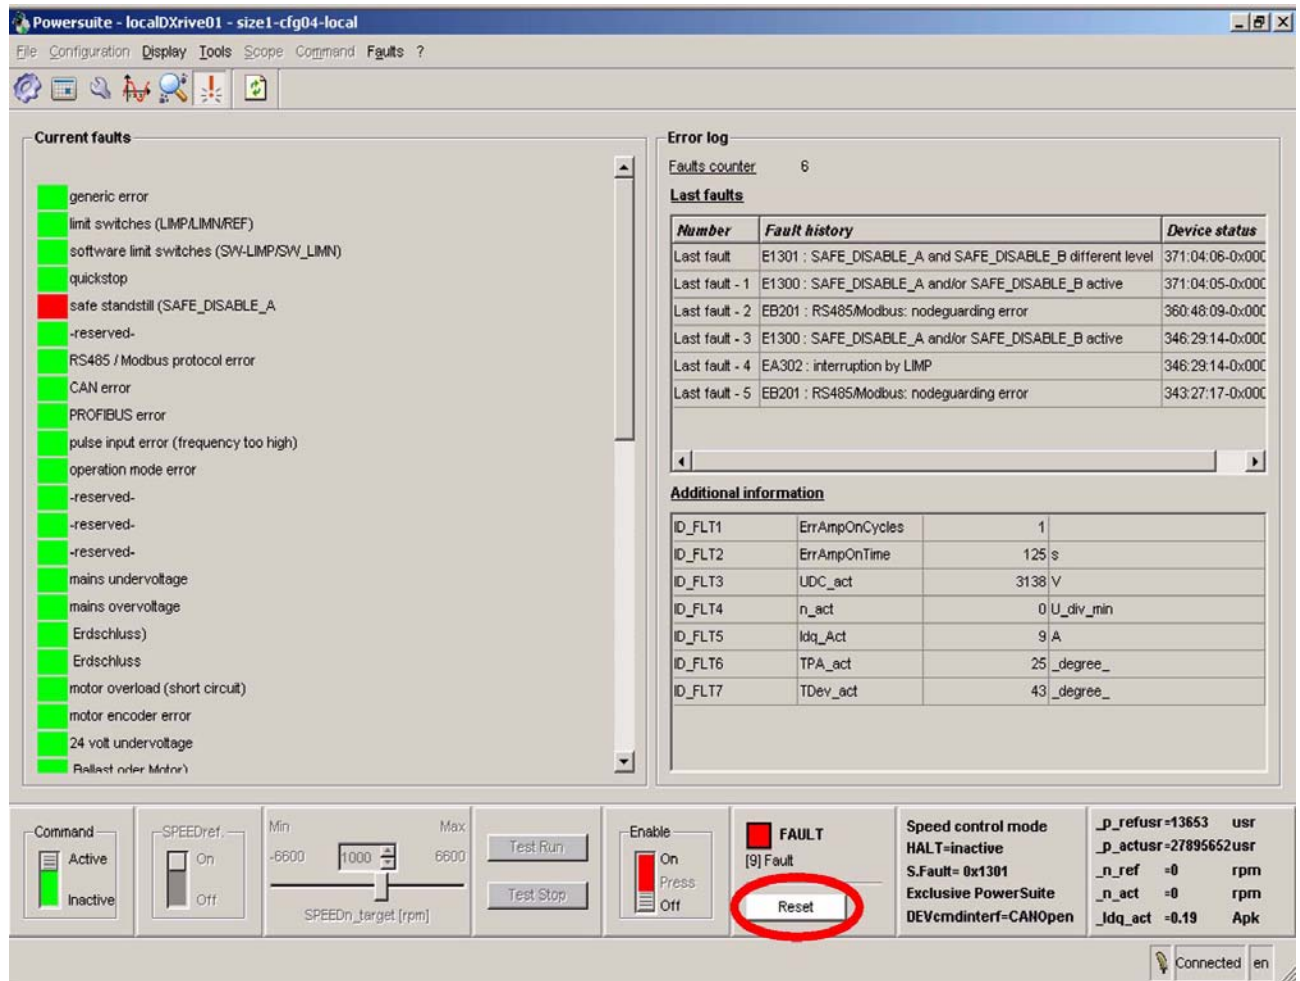 Powersuite - localDXrive01 - size1-cfg04-local
File Configuration Display Tools Scope Command Faults ?
Current faults
generic error
limit switches (LIMP/LIMN/REF)
software limit switches (SW-LIMP/SW_LIMN)
quickstop
safe standstill (SAFE_DISABLE_A
-reserved-
RS485 / Modbus protocol error
CAN error
PROFIBUS error
pulse input error (frequency too high)
operation mode error
-reserved-
-reserved-
-reserved-
mains undervoltage
mains overvoltage
Erdschluss)
Erdschluss
motor overload (short circuit)
motor encoder error
24 volt undervoltage
Ballast oder Motor)
Error log
Faults counter 6
Last faults
Number Fault history Device status
Last fault E1301 : SAFE_DISABLE_A and SAFE_DISABLE_B different level 371:04:06-0x000
Last fault - 1 E1300 : SAFE_DISABLE_A and/or SAFE_DISABLE_B active 371:04:05-0x000
Last fault - 2 EB201 : RS485/Modbus: nodeguarding error 360:48:09-0x000
Last fault - 3 E1300 : SAFE_DISABLE_A and/or SAFE_DISABLE_B active 346:29:14-0x000
Last fault - 4 EA302 : interruption by LIMP 346:29:14-0x000
Last fault - 5 EB201 : RS485/Modbus: nodeguarding error 343:27:17-0x000
Additional information
ID_FLT1 ErrAmpOnCycles 1
ID_FLT2 ErrAmpOnTime 125 s
ID_FLT3 UDC_act 3138 V
ID_FLT4 n_act 0 U_div_min
ID_FLT5 Idq_Act 9 A
ID_FLT6 TPA_act 25 _degree_
ID_FLT7 TDev_act 43 _degree_
Command
Active
Inactive
SPEEDref.
On
Off
Min Max
-6600 1000 6600
SPEEDn_target [rpm]
Test Run
Test Stop
Enable
On
Press
Off
FAULT
[9] Fault
Reset
Speed control mode
HALT=inactive
S.Fault= 0x1301
Exclusive PowerSuite
DEVcmdinterf=CANOpen
_p_refusr=13653 usr
_p_actusr=27895652usr
_n_ref =0 rpm
_n_act =0 rpm
_Idq_act =0.19 Apk
Connected en